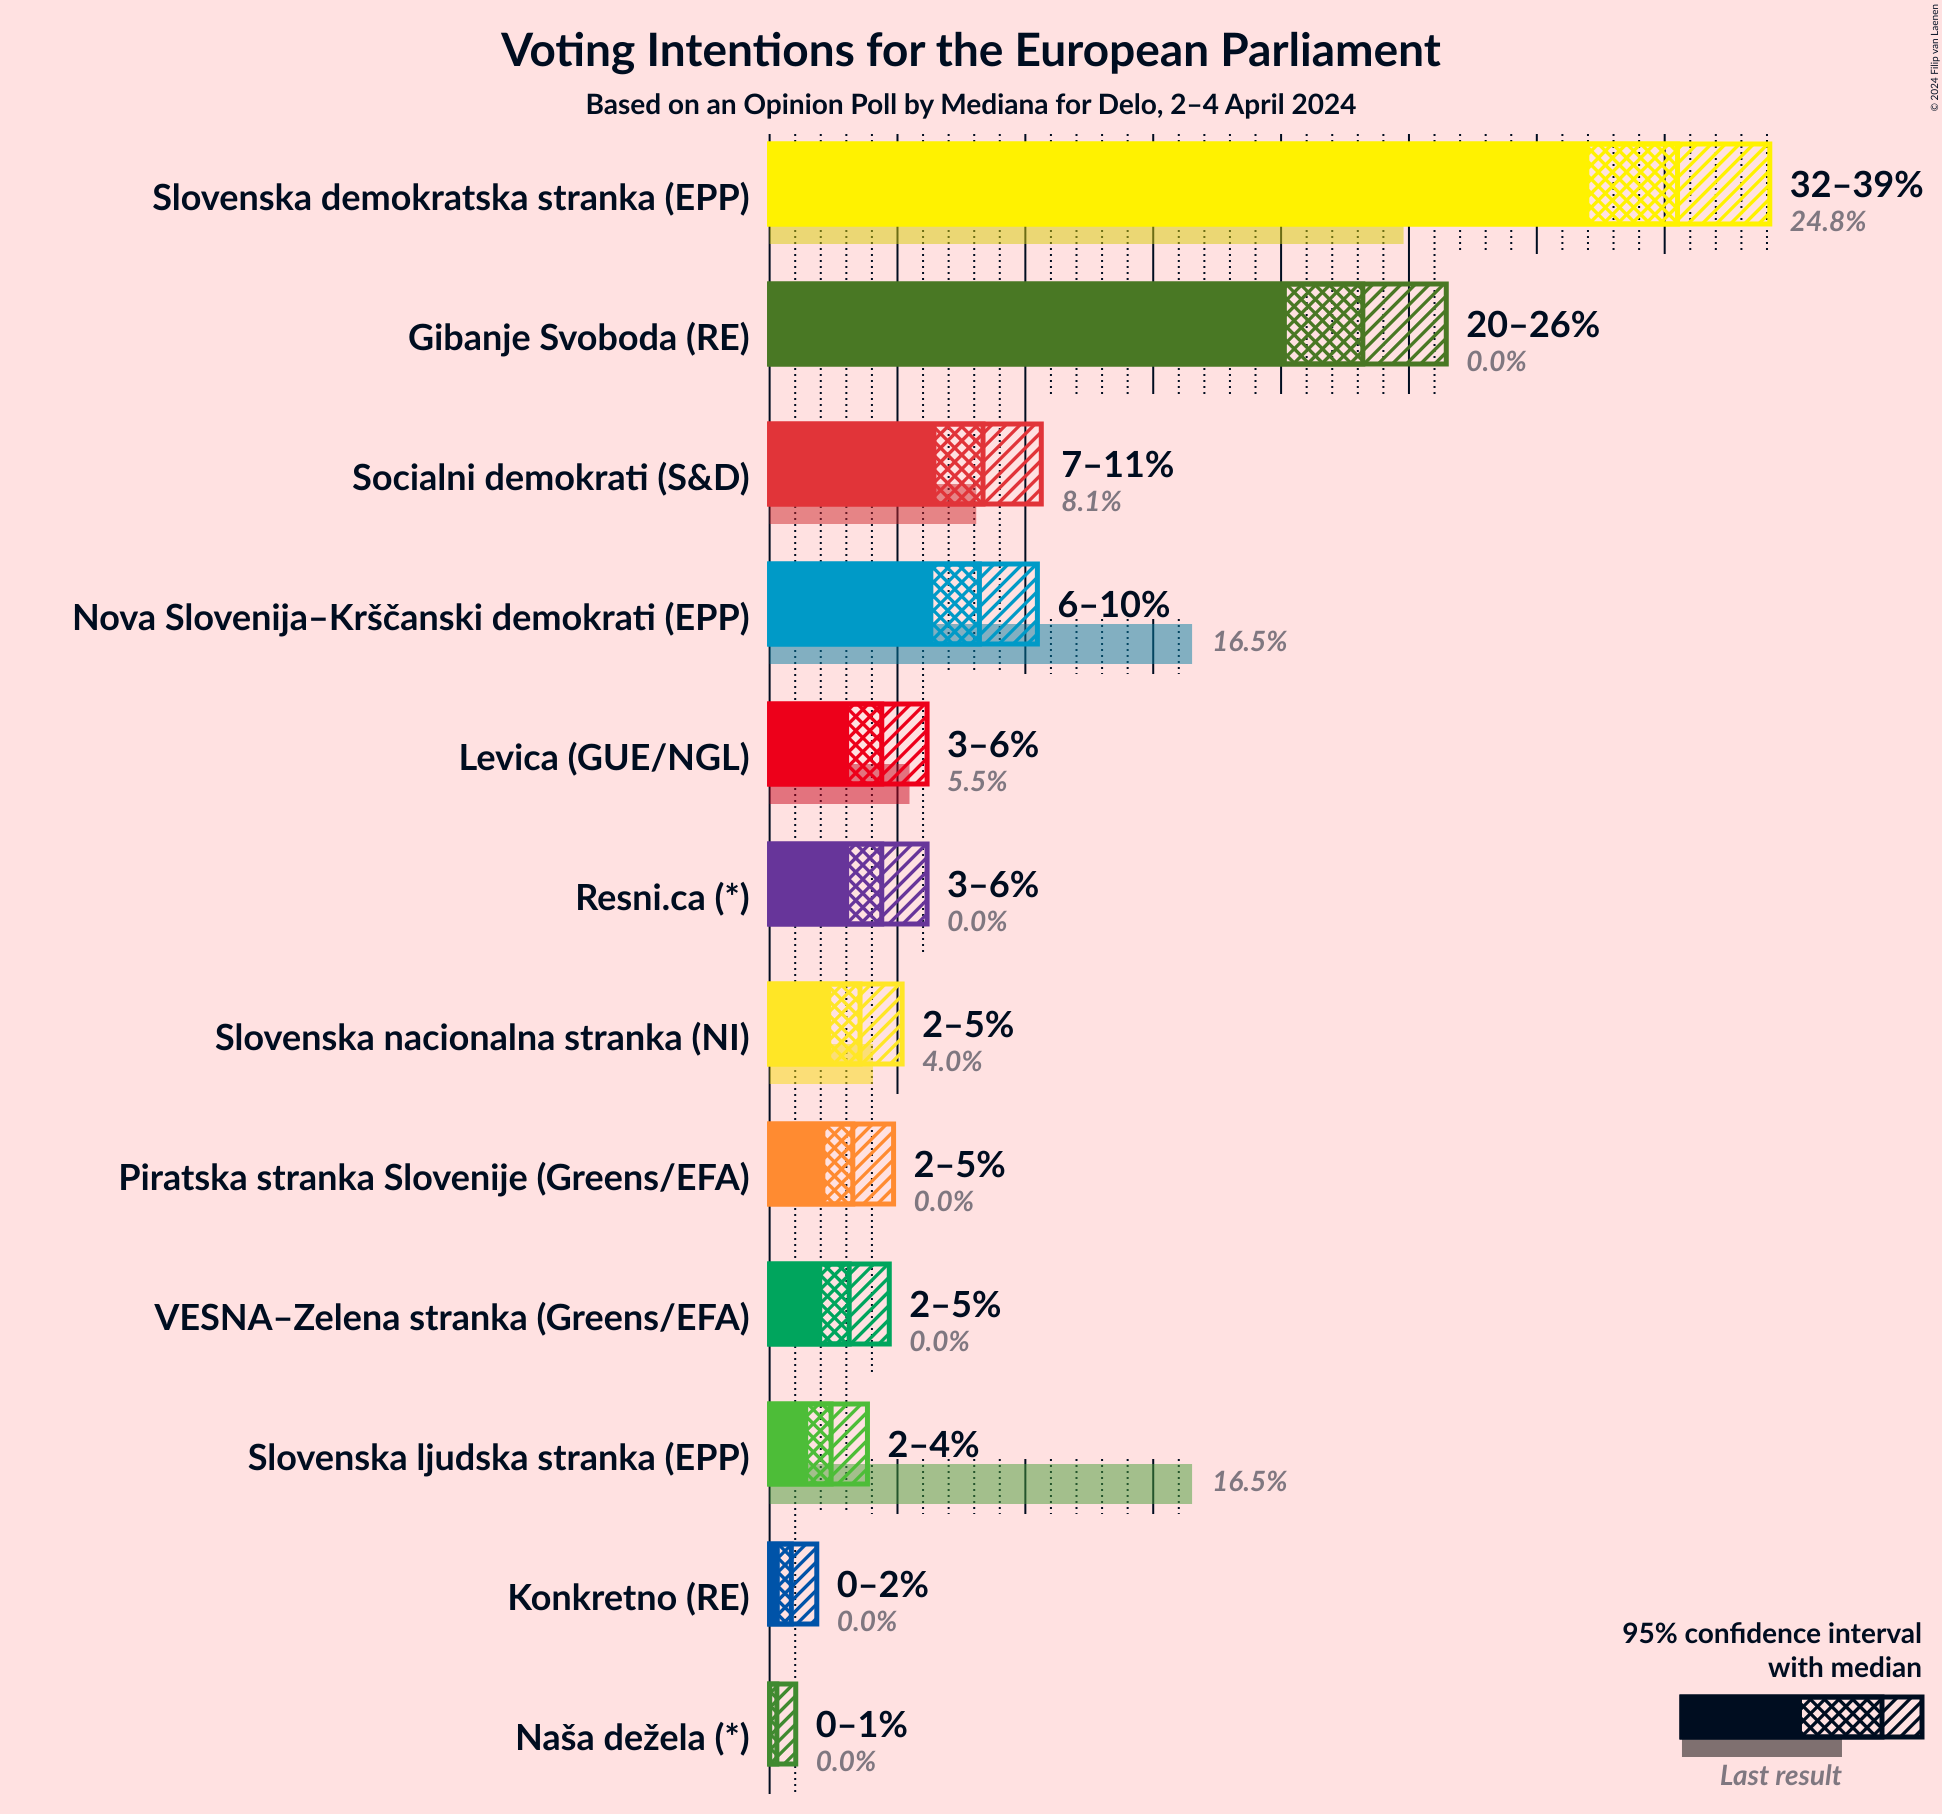 Voting Intentions for the European Parliament
Based on an Opinion Poll by Mediana for Delo, 2–4 April 2024
© 2024 Filip van Laenen
Slovenska demokratska stranka (EPP)
32–39%
24.8%
Gibanje Svoboda (RE)
20–26%
0.0%
Socialni demokrati (S&D)
7–11%
8.1%
Nova Slovenija–Krščanski demokrati (EPP)
6–10%
16.5%
Levica (GUE/NGL)
3–6%
5.5%
Resni.ca (*)
3–6%
0.0%
Slovenska nacionalna stranka (NI)
2–5%
4.0%
Piratska stranka Slovenije (Greens/EFA)
2–5%
0.0%
VESNA–Zelena stranka (Greens/EFA)
2–5%
0.0%
Slovenska ljudska stranka (EPP)
2–4%
16.5%
Konkretno (RE)
0–2%
0.0%
Naša dežela (*)
0–1%
0.0%
95% confidence interval
with median
Last result